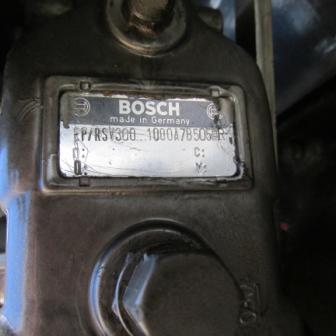 BOSCH
made in Germany
EP/RSV300 1000A7B505 R
P: C:
D: V: